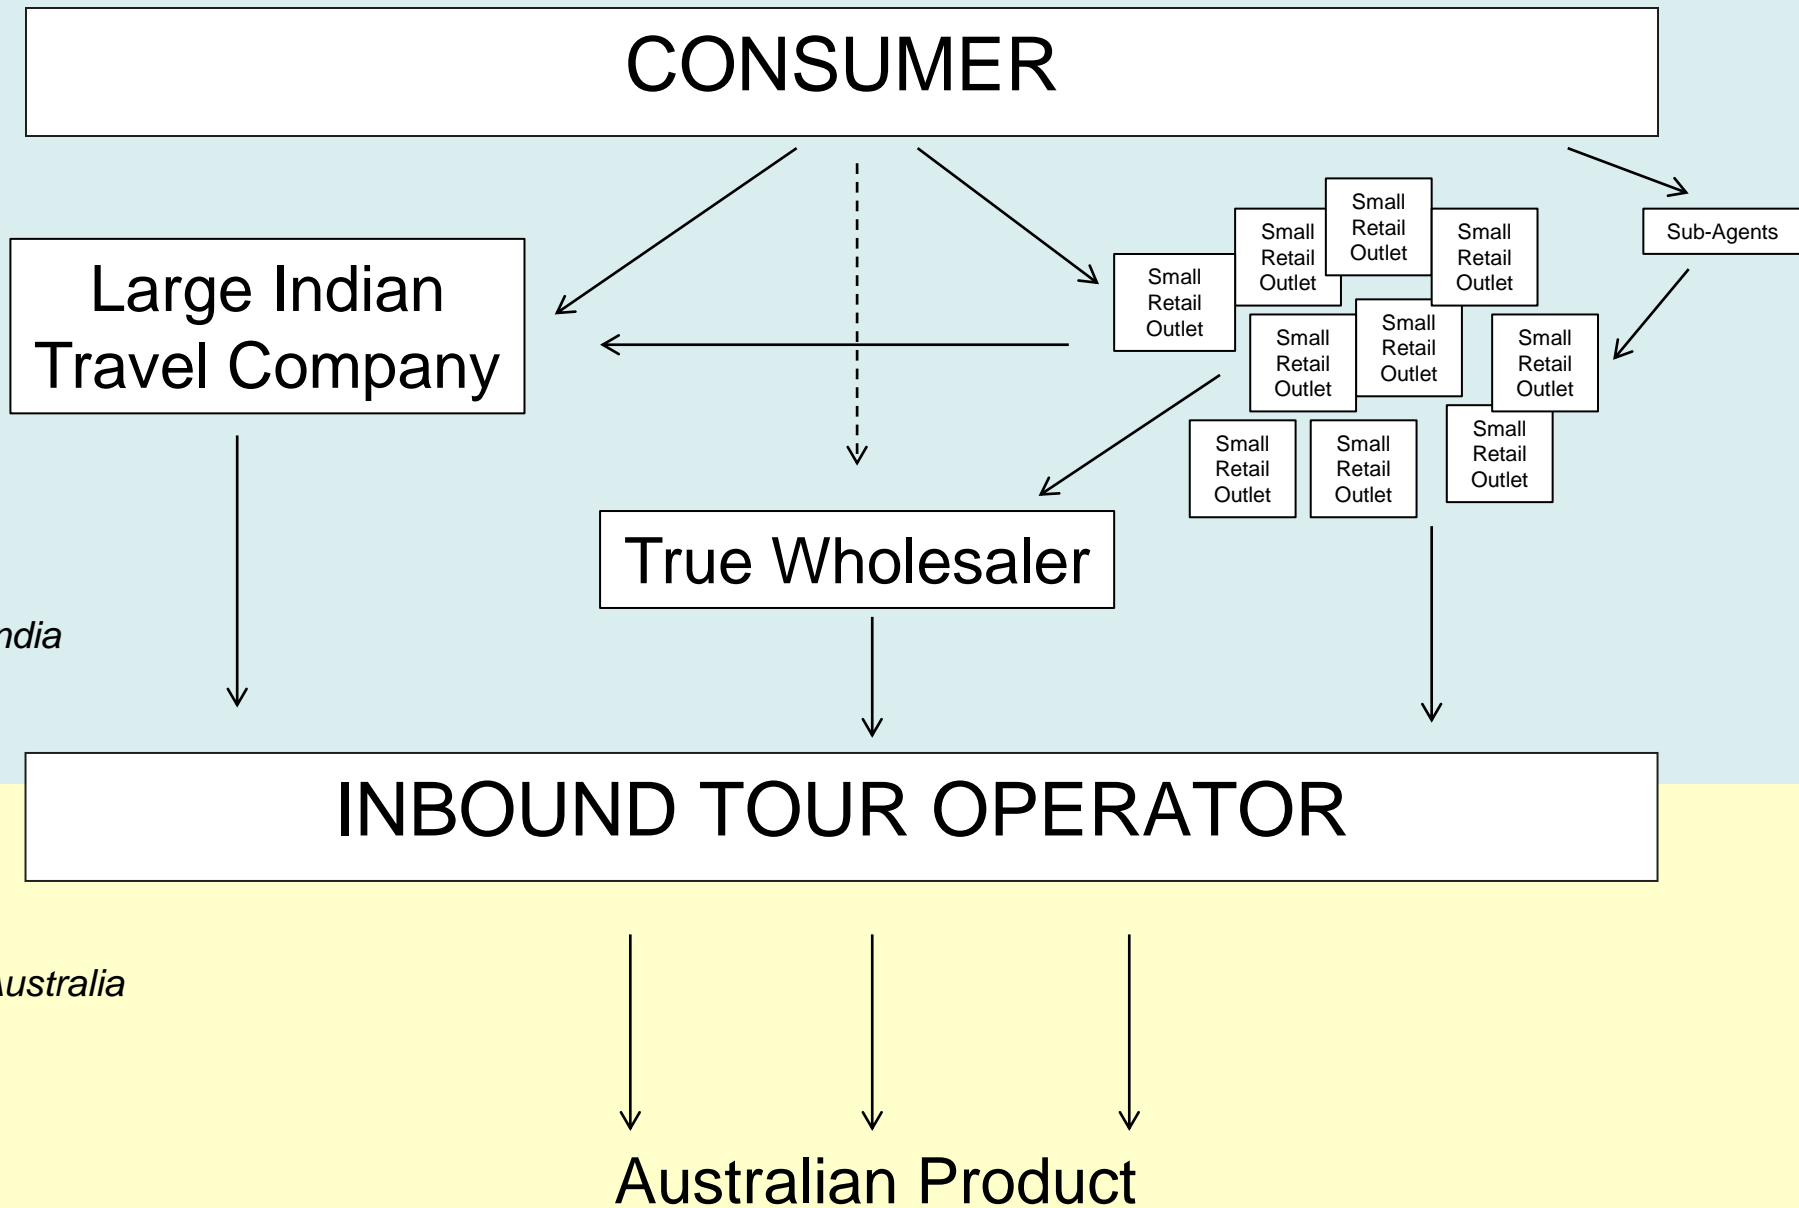 CONSUMER
Small
Retail
Outlet
Small
Retail
Outlet
Small
Retail
Outlet
Sub-Agents
Small
Retail
Outlet
Large Indian
Travel Company
Small
Retail
Outlet
Small
Retail
Outlet
Small
Retail
Outlet
Small
Retail
Outlet
Small
Retail
Outlet
Small
Retail
Outlet
True Wholesaler
ndia
INBOUND TOUR OPERATOR
Australia
Australian Product